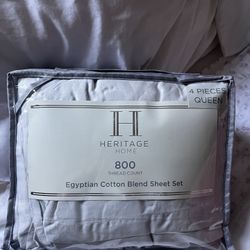 4 PIECES
QUEEN
H
HERITAGE
HOME
800
THREAD COUNT
Egyptian Cotton Blend Sheet Set